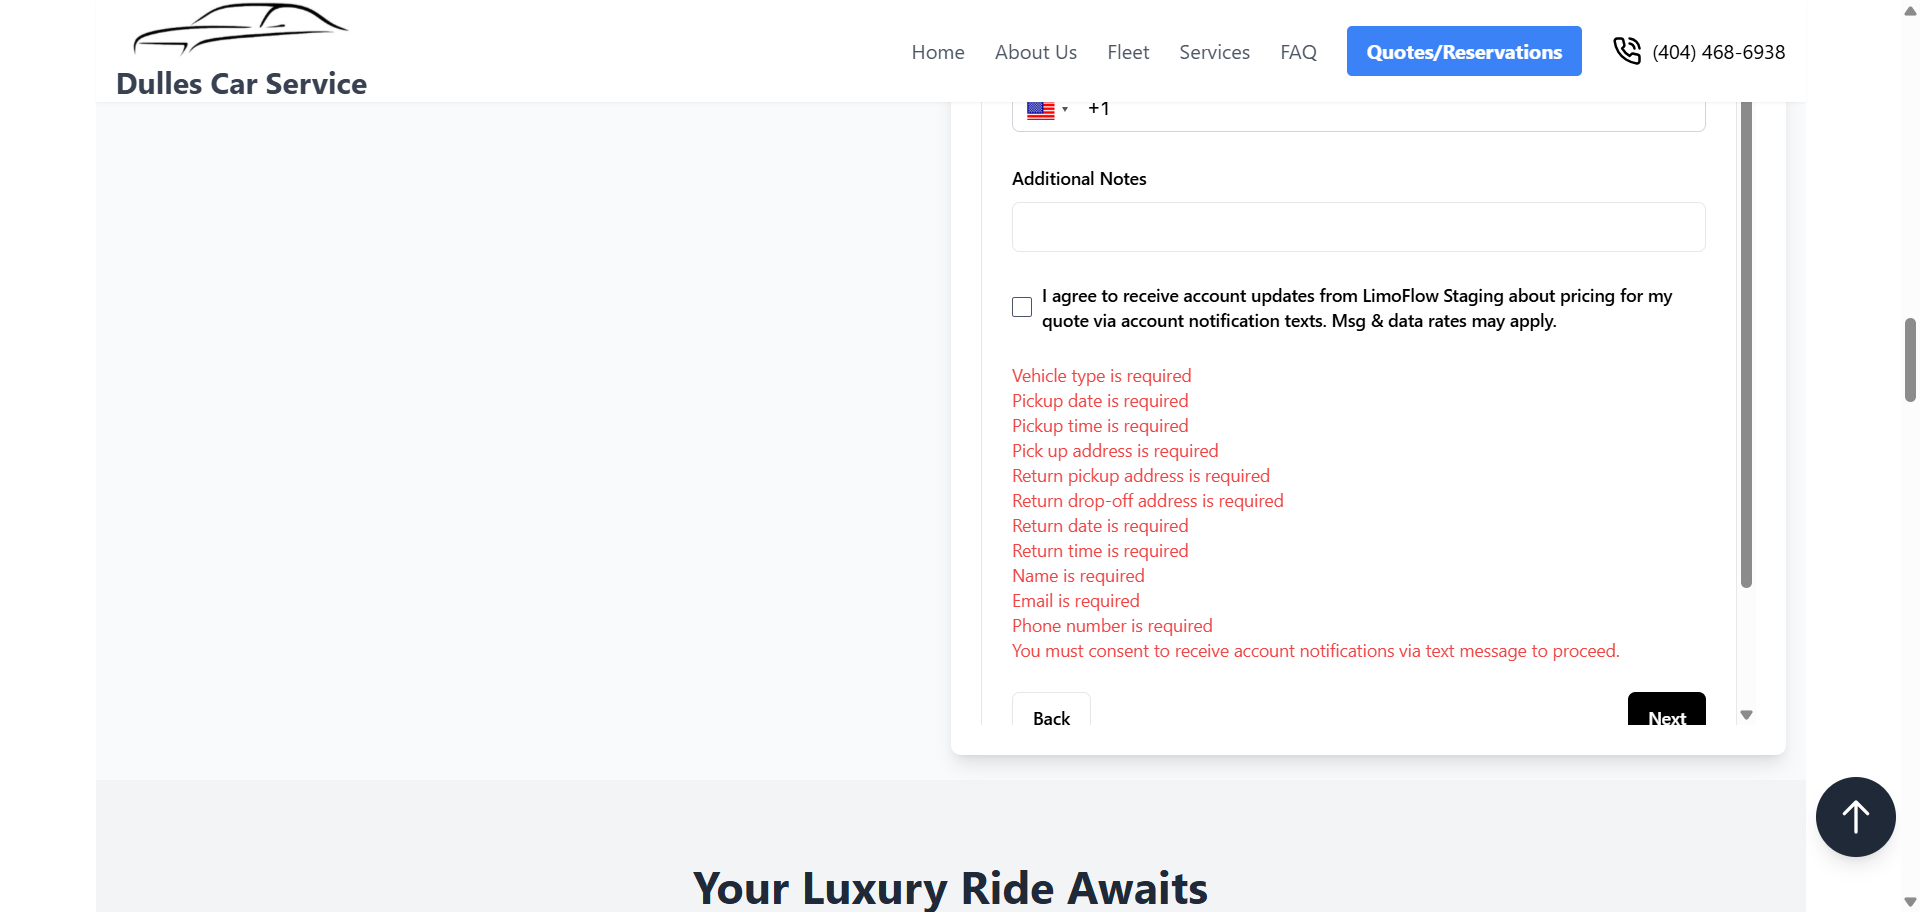 Dulles Car Service
Home
About Us
Fleet
Services
FAQ
Quotes/Reservations
(404) 468-6938
+1
Additional Notes
I agree to receive account updates from LimoFlow Staging about pricing for my
quote via account notification texts. Msg & data rates may apply.
Vehicle type is required
Pickup date is required
Pickup time is required
Pick up address is required
Return pickup address is required
Return drop-off address is required
Return date is required
Return time is required
Name is required
Email is required
Phone number is required
You must consent to receive account notifications via text message to proceed.
Back
Next
Your Luxury Ride Awaits